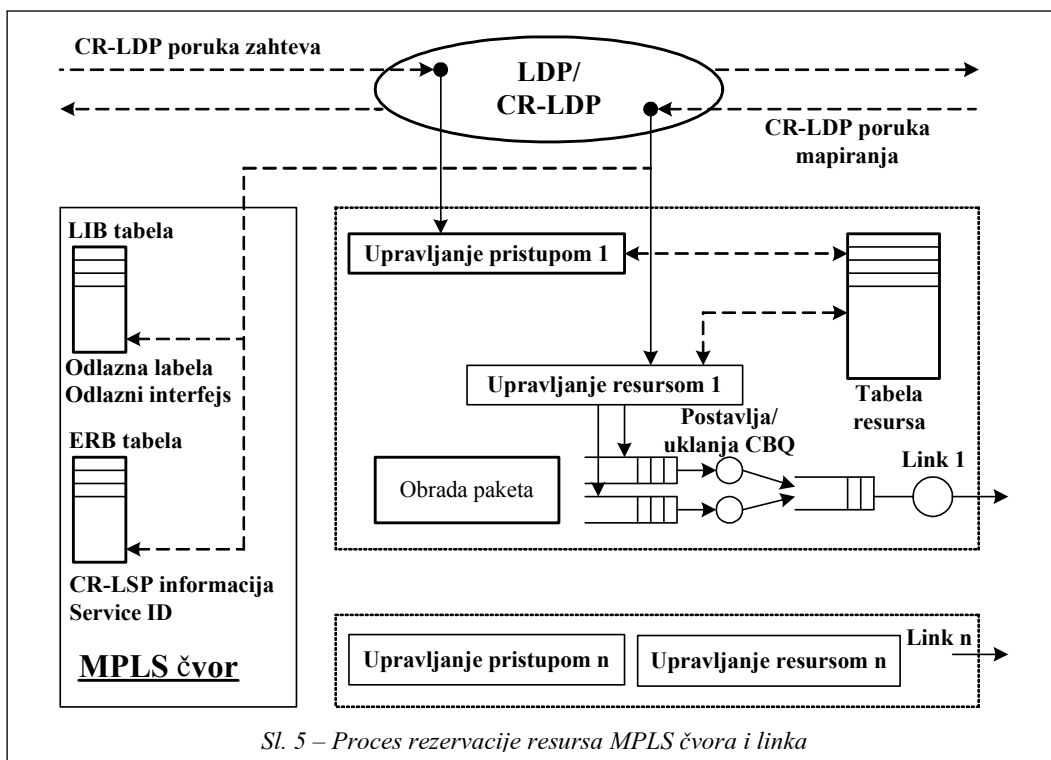 CR-LDP poruka zahteva
LDP/
CR-LDP
CR-LDP poruka
mapiranja
LIB tabela
Odlazna labela
Odlazni interfejs
ERB tabela
CR-LSP informacija
Service ID
MPLS čvor
Upravljanje pristupom 1
Upravljanje resursom 1
Tabela
resursa
Postavlja/
uklanja CBQ
Link 1
Obrada paketa
Upravljanje pristupom n
Upravljanje resursom n
Link n
Sl. 5 – Proces rezervacije resursa MPLS čvora i linka